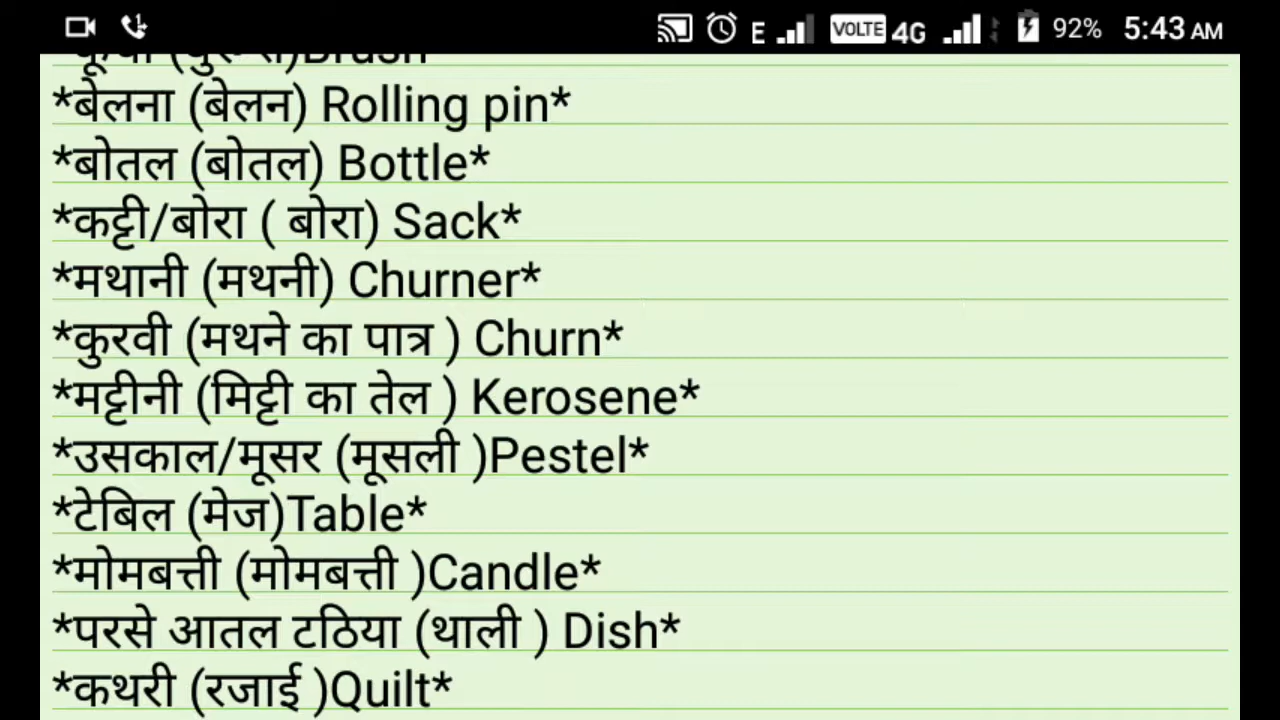 E VOLTE 4G 92% 5:43 AM
Brush
*बेलना (बेलन) Rolling pin*
*बोतल (बोतल) Bottle*
*कट्टी/बोरा ( बोरा) Sack*
*मथानी (मथनी) Churner*
*कुरवी (मथने का पात्र ) Churn*
*मट्टीनी (मिट्टी का तेल ) Kerosene*
*उसकाल/मूसर (मूसली )Pestel*
*टेबिल (मेज)Table*
*मोमबत्ती (मोमबत्ती )Candle*
*परसे आतल टठिया (थाली ) Dish*
*कथरी (रजाई )Quilt*